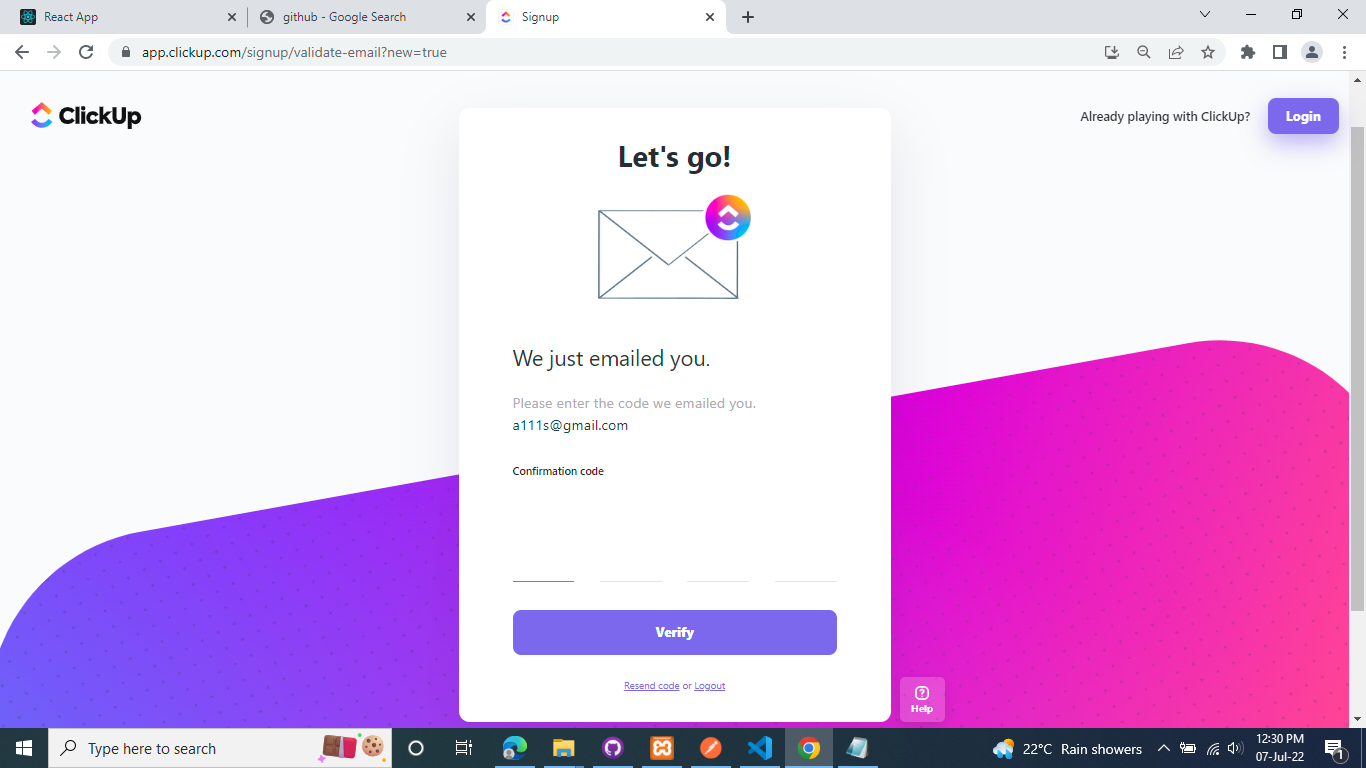 React App
github - Google Search
Signup
app.clickup.com/signup/validate-email?new=true
ClickUp
Already playing with ClickUp?
Login
Let's go!
We just emailed you.
Please enter the code we emailed you.
a111s@gmail.com
Confirmation code
Verify
Resend code or Logout
Help
Type here to search
22°C Rain showers
12:30 PM
07-Jul-22
1